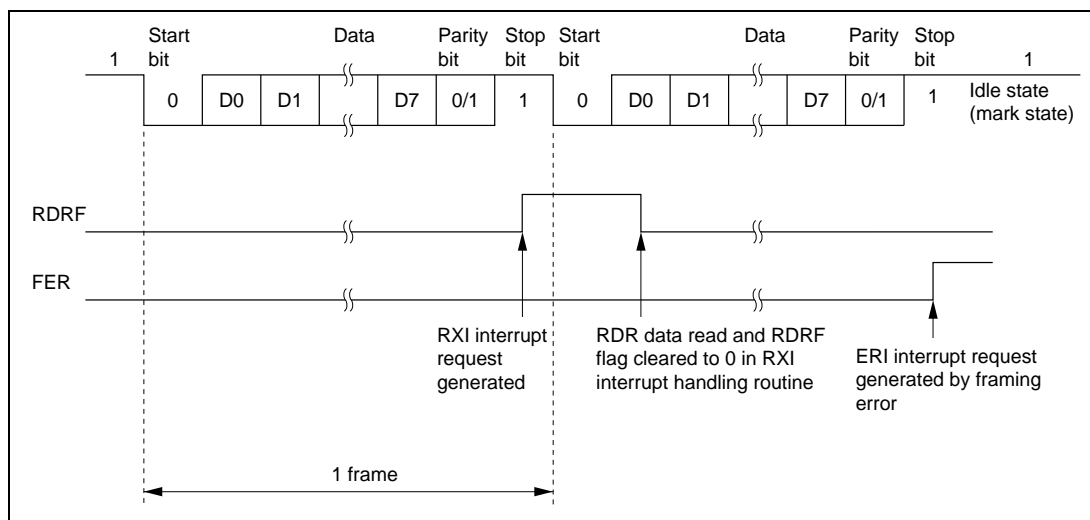 Start Data Parity Stop Start Data Parity Stop
1 bit bit bit bit bit bit 1
0 D0 D1 D7 0/1 1 0 D0 D1 D7 0/1 1 Idle state
(mark state)
RDRF
FER
RXI interrupt
request
generated
RDR data read and RDRF
flag cleared to 0 in RXI
interrupt handling routine
ERI interrupt request
generated by framing
error
1 frame